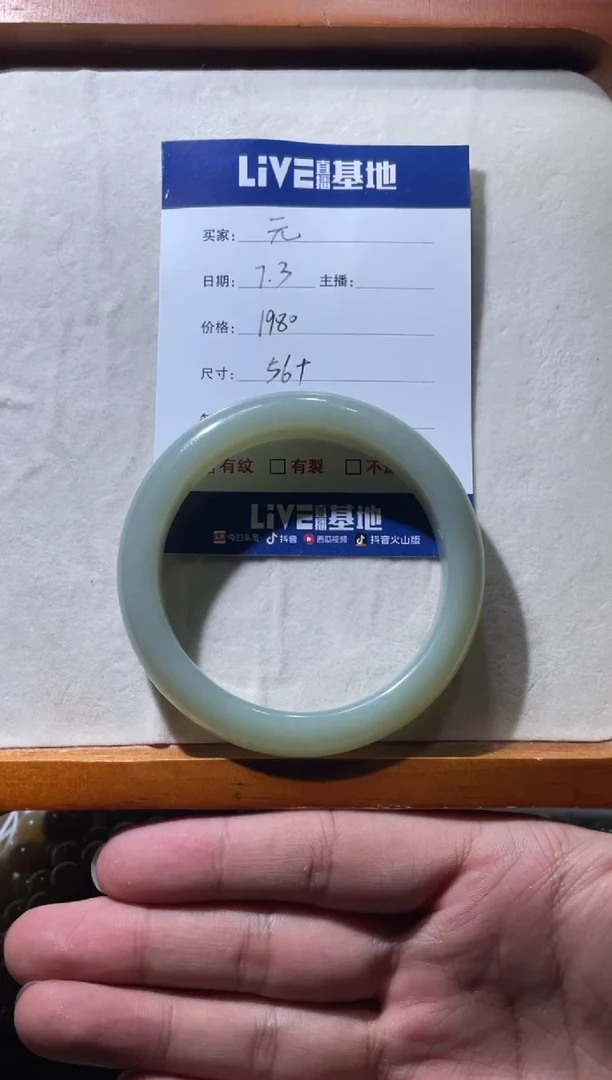 LiVE直播基地
买家: 元
日期: 7.3 主播:
价格: 1980
尺寸: 56+
有纹 □有裂 □不
LiVE直播基地
今日头条 抖音 西瓜视频 抖音火山版